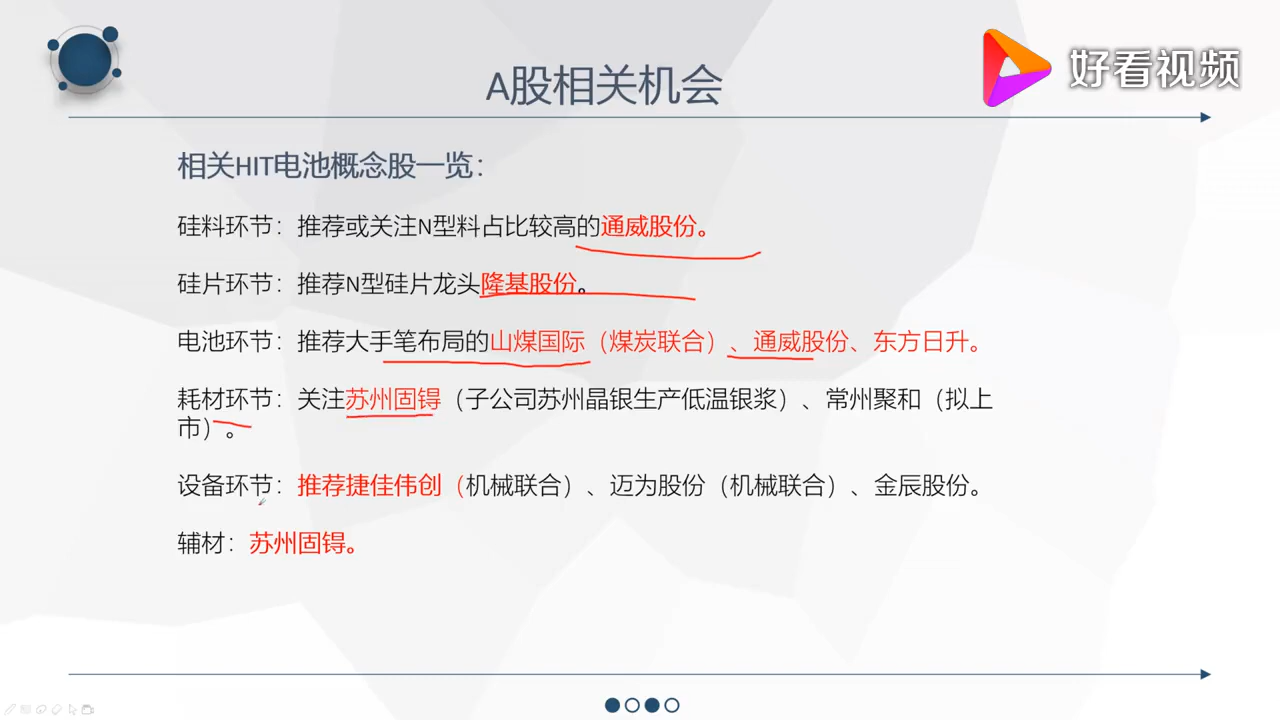 A股相关机会
好看视频
相关HIT电池概念股一览：
硅料环节：推荐或关注N型料占比较高的通威股份。
硅片环节：推荐N型硅片龙头隆基股份。
电池环节：推荐大手笔布局的山煤国际（煤炭联合）、通威股份、东方日升。
耗材环节：关注苏州固锝（子公司苏州晶银生产低温银浆）、常州聚和（拟上
市）。
设备环节：推荐捷佳伟创（机械联合）、迈为股份（机械联合）、金辰股份。
辅材：苏州固锝。